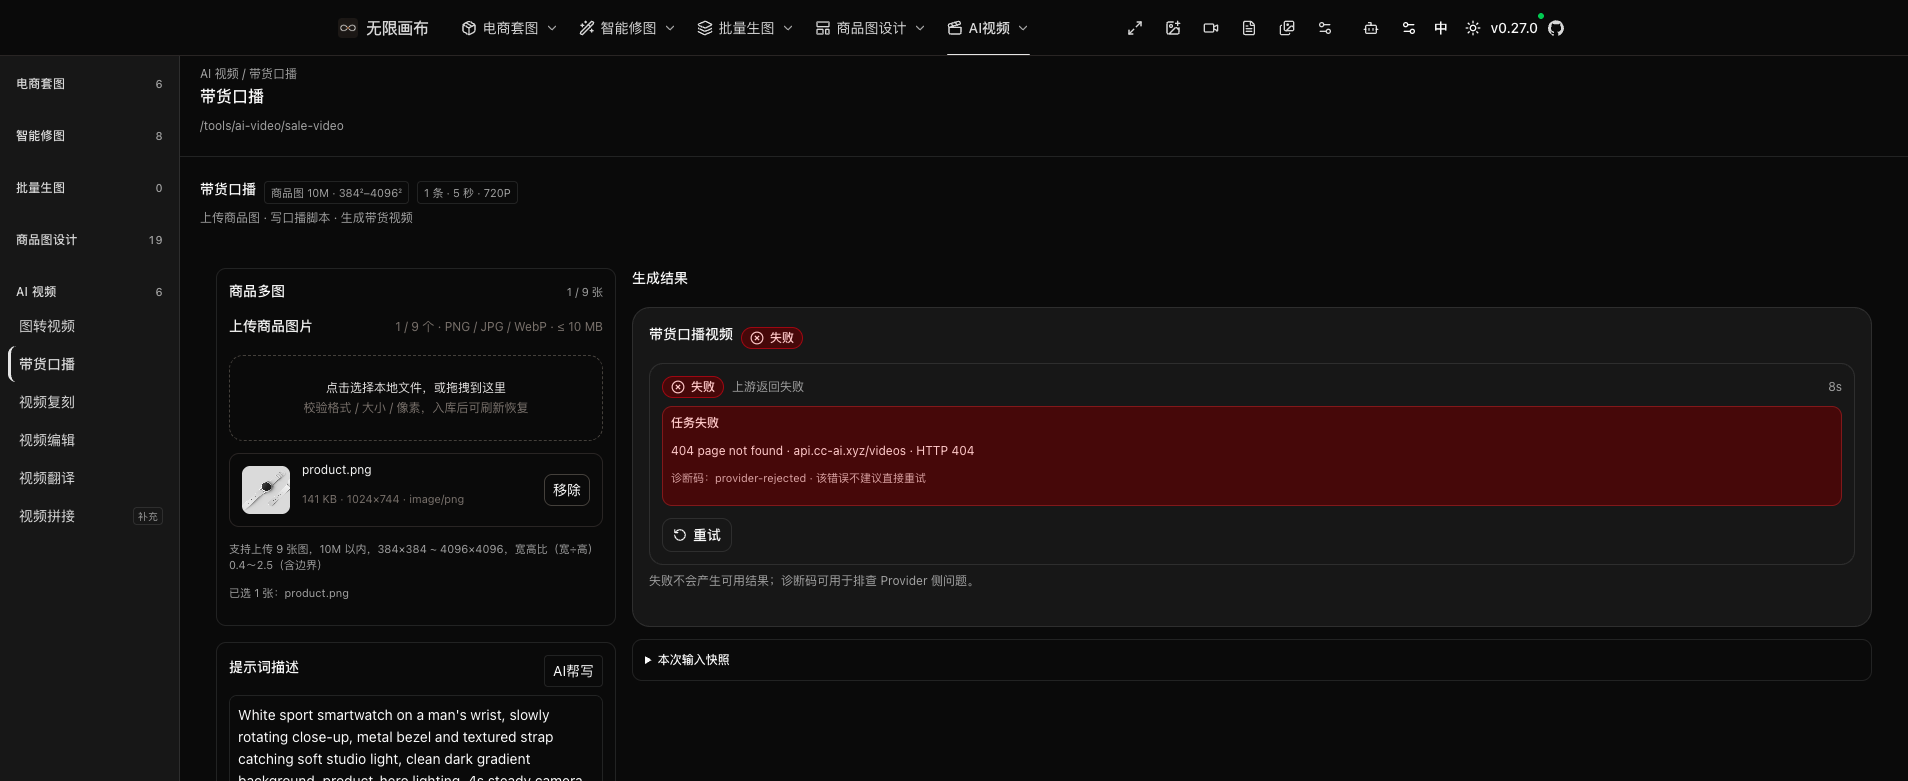 无限画布
电商套图
智能修图
批量生图
商品图设计
AI视频
中
v0.27.0
电商套图 6
智能修图 8
批量生图 0
商品图设计 19
AI 视频 6
图转视频
带货口播
视频复刻
视频编辑
视频翻译
视频拼接 补充
AI 视频 / 带货口播
带货口播
/tools/ai-video/sale-video
带货口播 商品图 10M · 384²–4096² 1 条 · 5 秒 · 720P
上传商品图 · 写口播脚本 · 生成带货视频
商品多图 1 / 9 张
上传商品图片 1 / 9 个 · PNG / JPG / WebP · ≤ 10 MB
点击选择本地文件，或拖拽到这里
校验格式 / 大小 / 像素，入库后可刷新恢复
product.png
141 KB · 1024×744 · image/png
移除
支持上传 9 张图，10M 以内，384×384 ~ 4096×4096，宽高比（宽÷高）
0.4～2.5（含边界）
已选 1 张：product.png
提示词描述 AI帮写
White sport smartwatch on a man's wrist, slowly
rotating close-up, metal bezel and textured strap
catching soft studio light, clean dark gradient
background, product-hero lighting, 4s steady camera
生成结果
带货口播视频 失败
失败 上游返回失败 8s
任务失败
404 page not found · api.cc-ai.xyz/videos · HTTP 404
诊断码：provider-rejected · 该错误不建议直接重试
重试
失败不会产生可用结果；诊断码可用于排查 Provider 侧问题。
本次输入快照